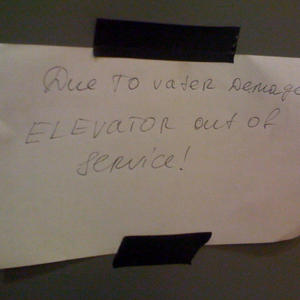 Due TO vater Demage
ELEVATOR out of
service!